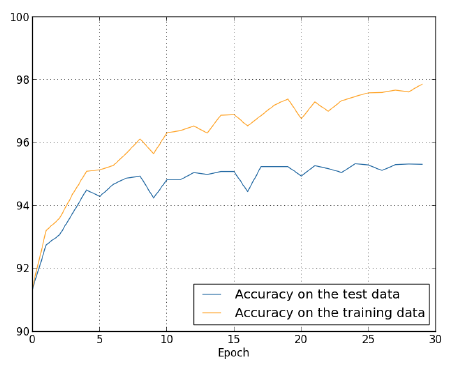 100
98
96
94
92
90
0 5 10 15 20 25 30
Epoch
Accuracy on the test data
Accuracy on the training data